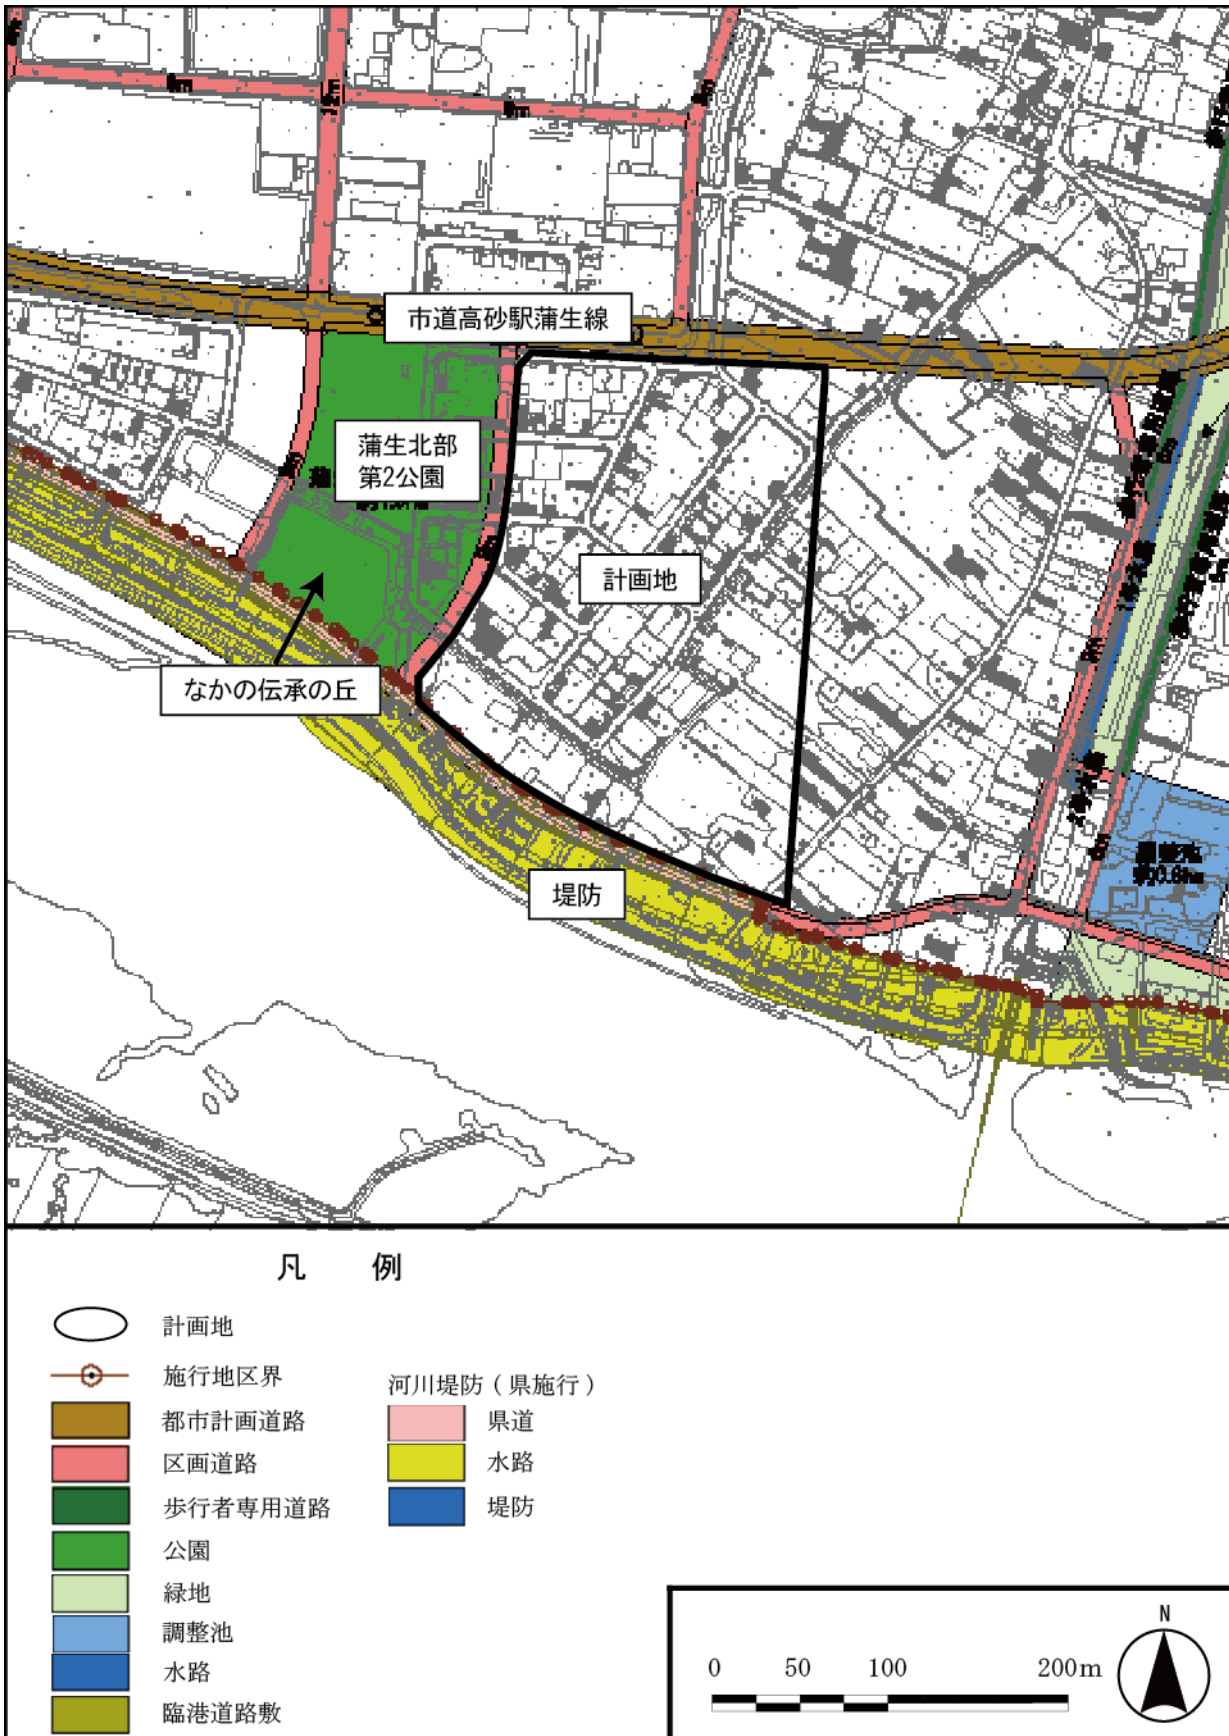 市道高砂駅蒲生線
蒲生北部
第2公園
計画地
なかの伝承の丘
堤防
凡 例
計画地
施行地区界
都市計画道路
区画道路
歩行者専用道路
公園
緑地
調整池
水路
臨港道路敷
河川堤防（県施行）
県道
水路
堤防
0 50 100 200m
N